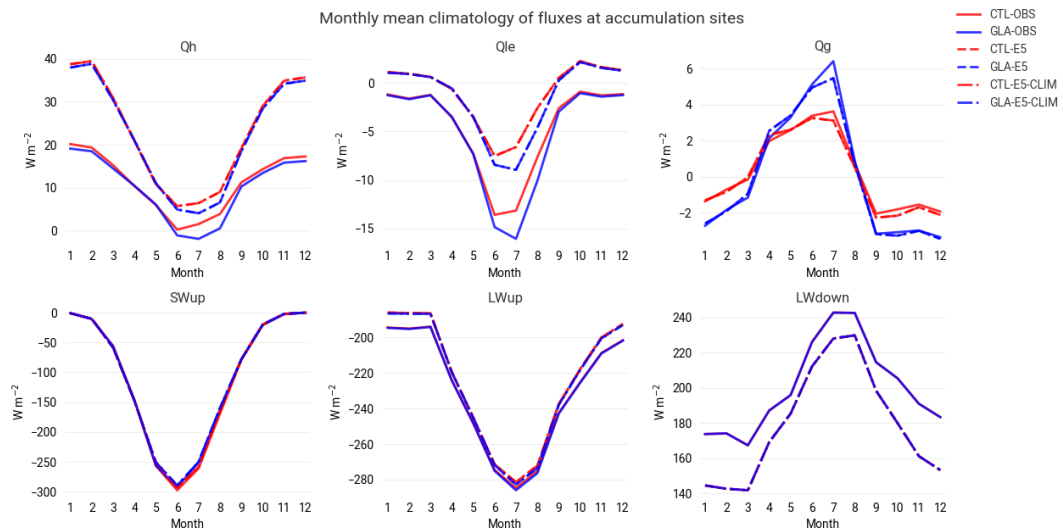 Monthly mean climatology of fluxes at accumulation sites
CTL-OBS
GLA-OBS
CTL-E5
GLA-E5
CTL-E5-CLIM
GLA-E5-CLIM
Qh
W m−2
40
30
20
10
0
1 2 3 4 5 6 7 8 9 10 11 12
Month
Qle
W m−2
0
−5
−10
−15
1 2 3 4 5 6 7 8 9 10 11 12
Month
Qg
W m−2
6
4
2
0
−2
1 2 3 4 5 6 7 8 9 10 11 12
Month
SWup
W m−2
0
−50
−100
−150
−200
−250
−300
1 2 3 4 5 6 7 8 9 10 11 12
Month
LWup
W m−2
−200
−220
−240
−260
−280
1 2 3 4 5 6 7 8 9 10 11 12
Month
LWdown
W m−2
240
220
200
180
160
140
1 2 3 4 5 6 7 8 9 10 11 12
Month